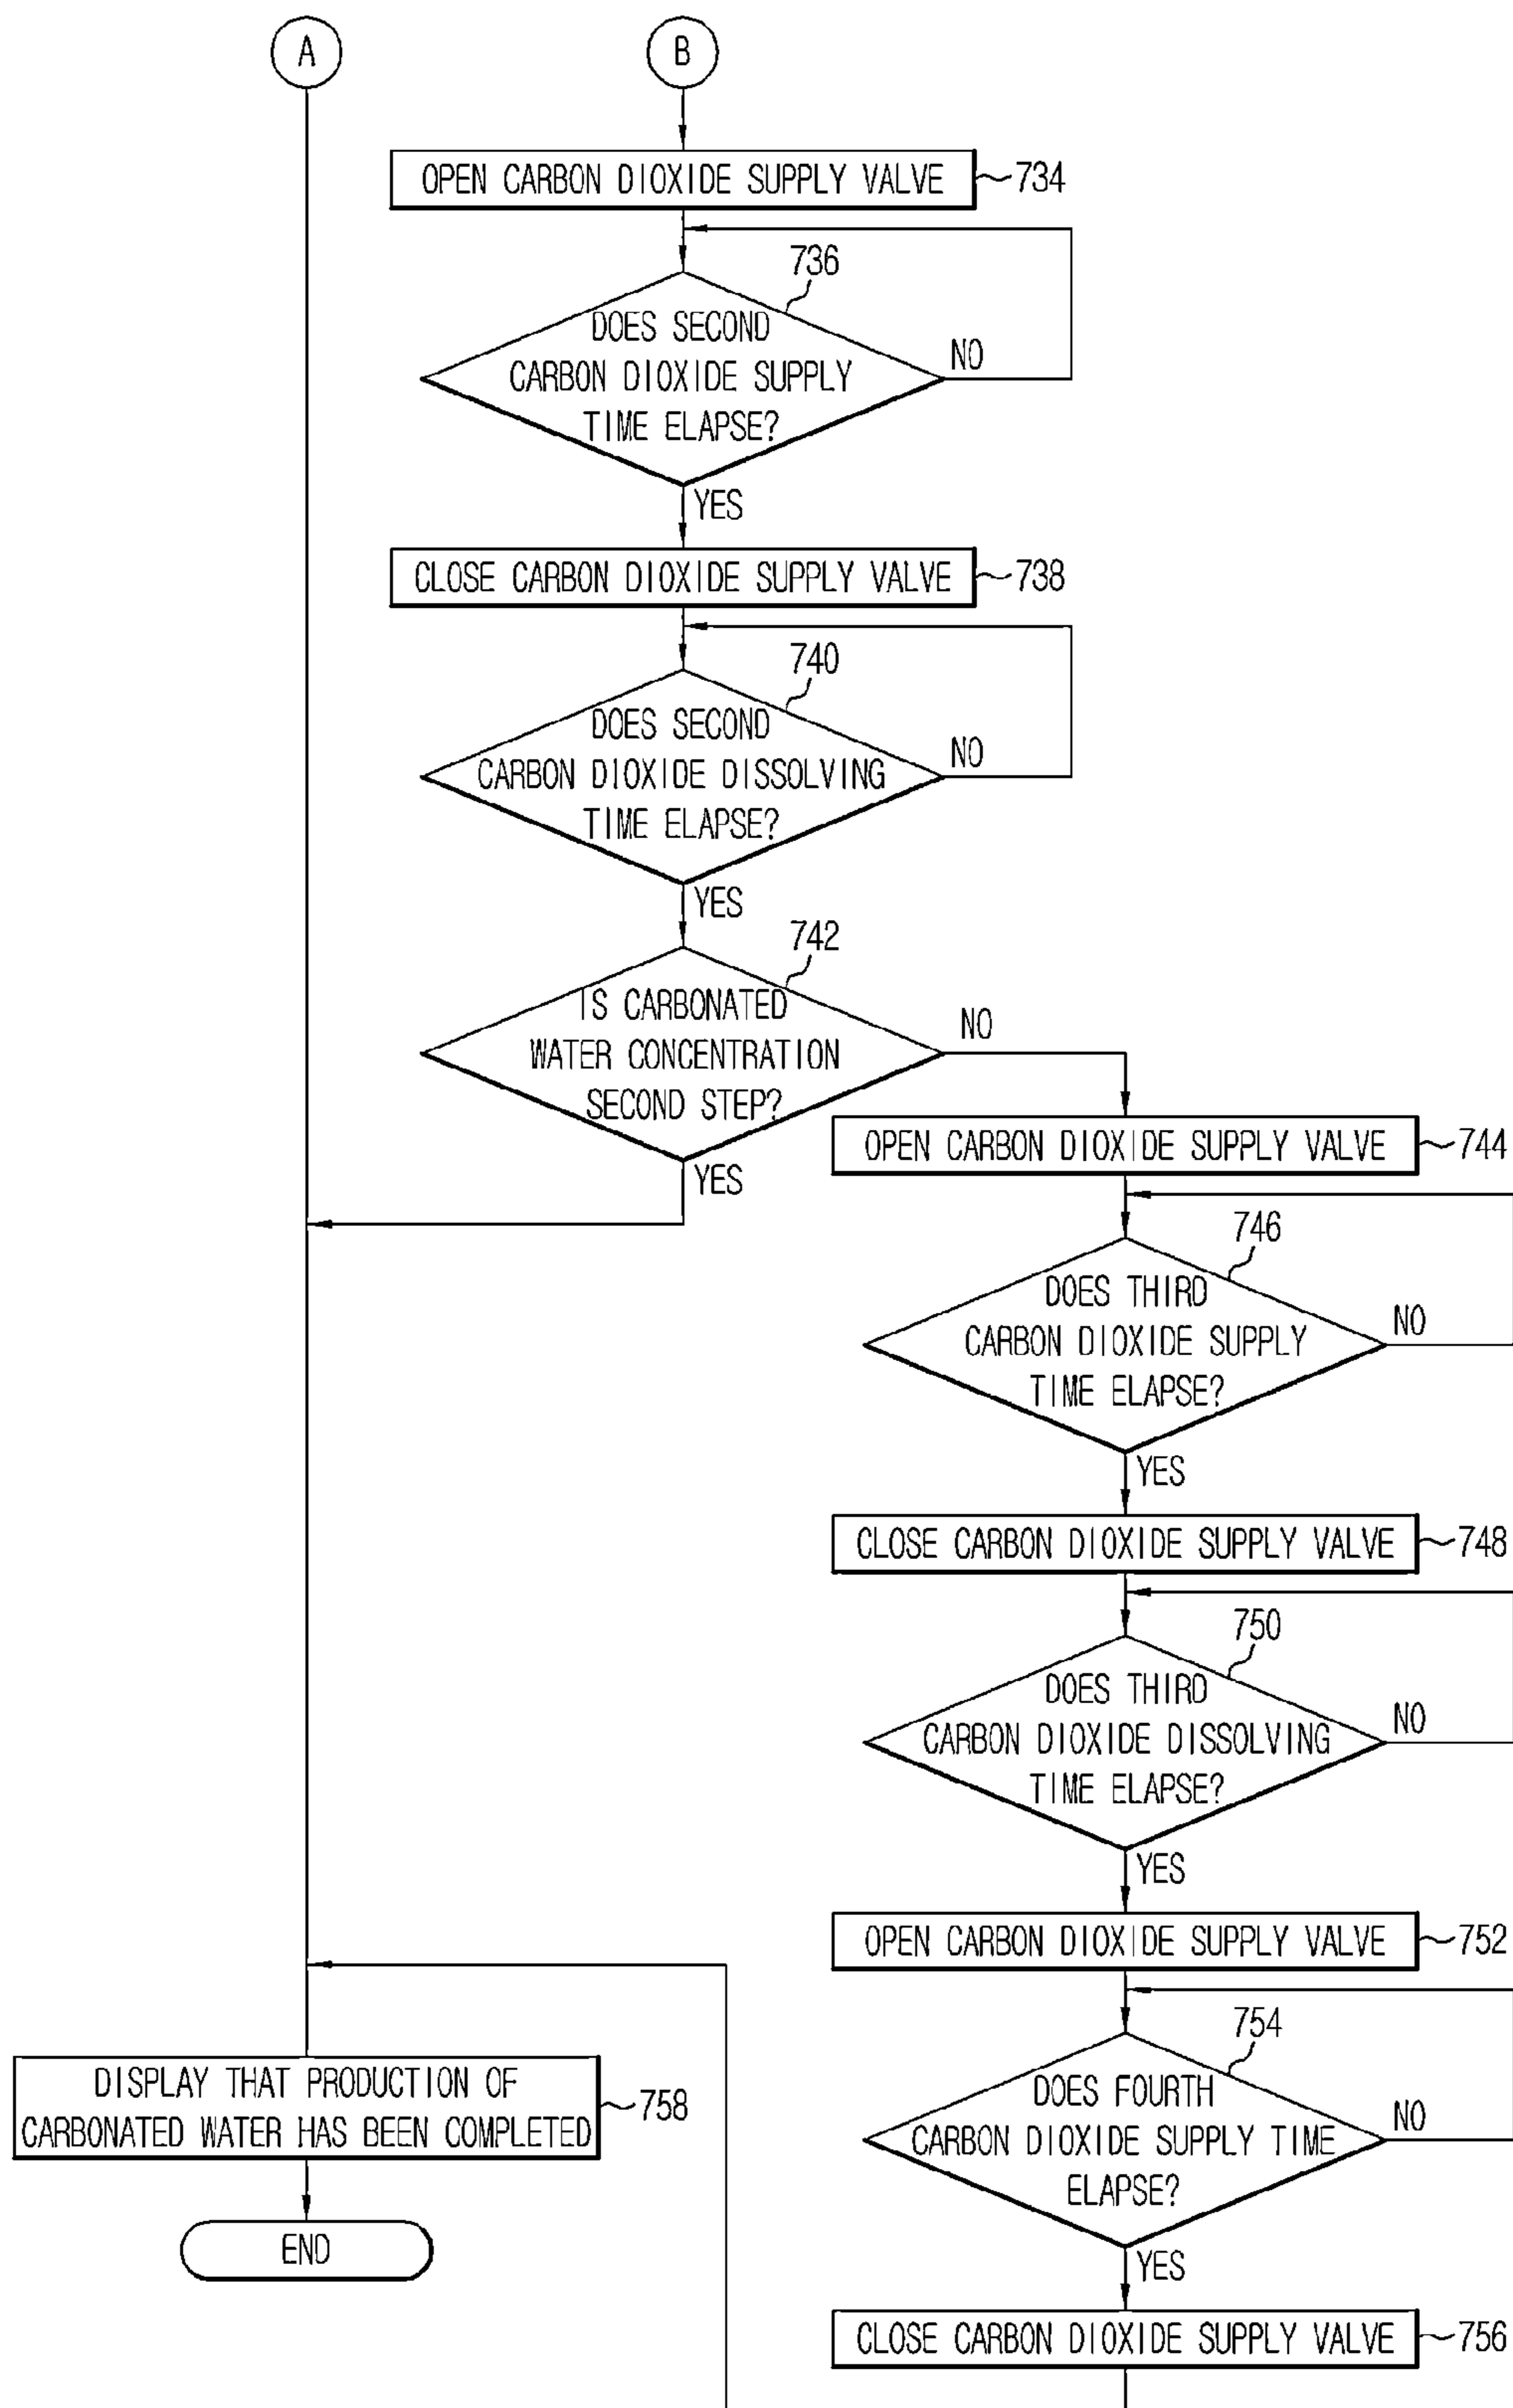 A
B
OPEN CARBON DIOXIDE SUPPLY VALVE
734
736
DOES SECOND
CARBON DIOXIDE SUPPLY
TIME ELAPSE?
NO
YES
CLOSE CARBON DIOXIDE SUPPLY VALVE
738
740
DOES SECOND
CARBON DIOXIDE DISSOLVING
TIME ELAPSE?
NO
YES
742
IS CARBONATED
WATER CONCENTRATION
SECOND STEP?
NO
YES
OPEN CARBON DIOXIDE SUPPLY VALVE
744
746
DOES THIRD
CARBON DIOXIDE SUPPLY
TIME ELAPSE?
NO
YES
CLOSE CARBON DIOXIDE SUPPLY VALVE
748
750
DOES THIRD
CARBON DIOXIDE DISSOLVING
TIME ELAPSE?
NO
YES
OPEN CARBON DIOXIDE SUPPLY VALVE
752
754
DOES FOURTH
CARBON DIOXIDE SUPPLY TIME
ELAPSE?
NO
YES
CLOSE CARBON DIOXIDE SUPPLY VALVE
756
DISPLAY THAT PRODUCTION OF
CARBONATED WATER HAS BEEN COMPLETED
758
END